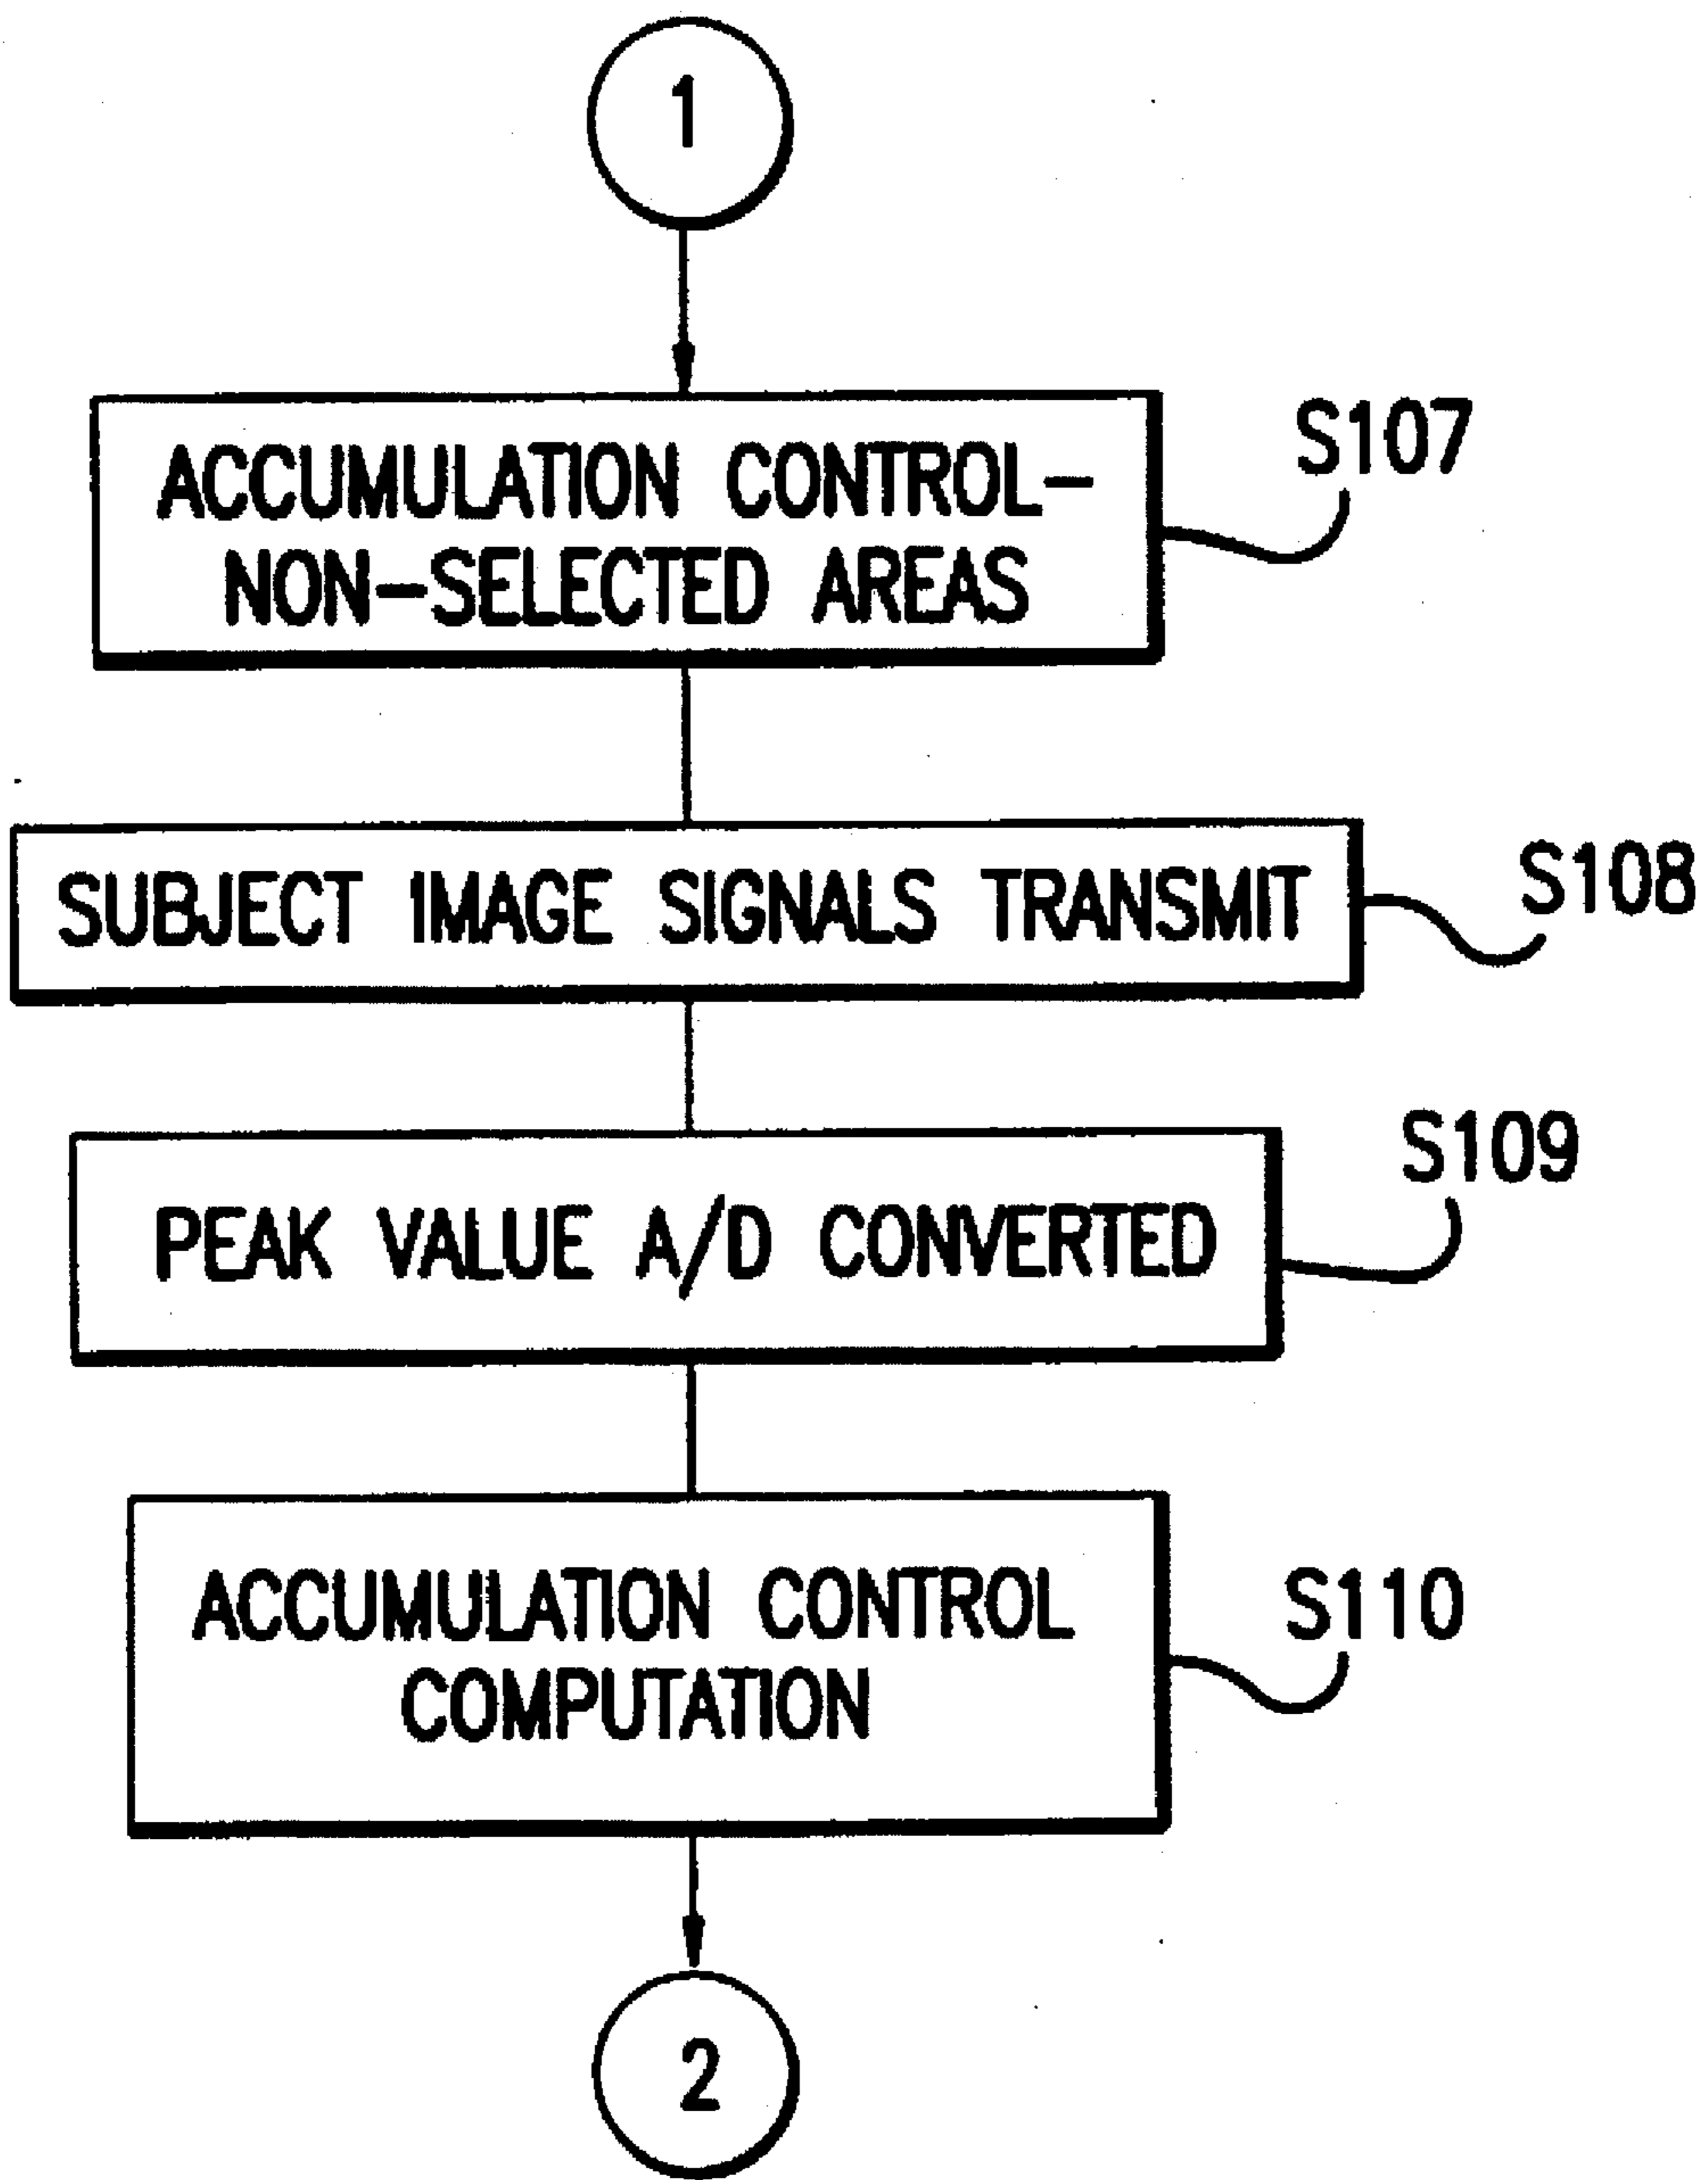 1
ACCUMULATION CONTROL-
NON-SELECTED AREAS
S107
SUBJECT IMAGE SIGNALS TRANSMIT
S108
PEAK VALUE A/D CONVERTED
S109
ACCUMULATION CONTROL
COMPUTATION
S110
2